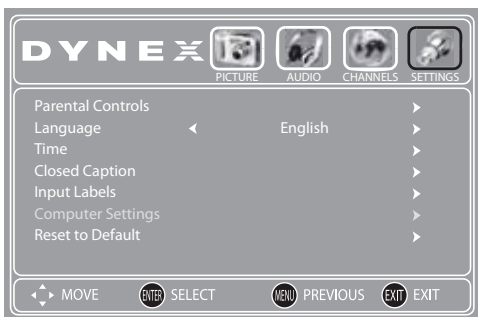 DYNEX
PICTURE AUDIO CHANNELS SETTINGS
Parental Controls
Language English
Time
Closed Caption
Input Labels
Computer Settings
Reset to Default
MOVE ENTER SELECT MENU PREVIOUS EXIT EXIT